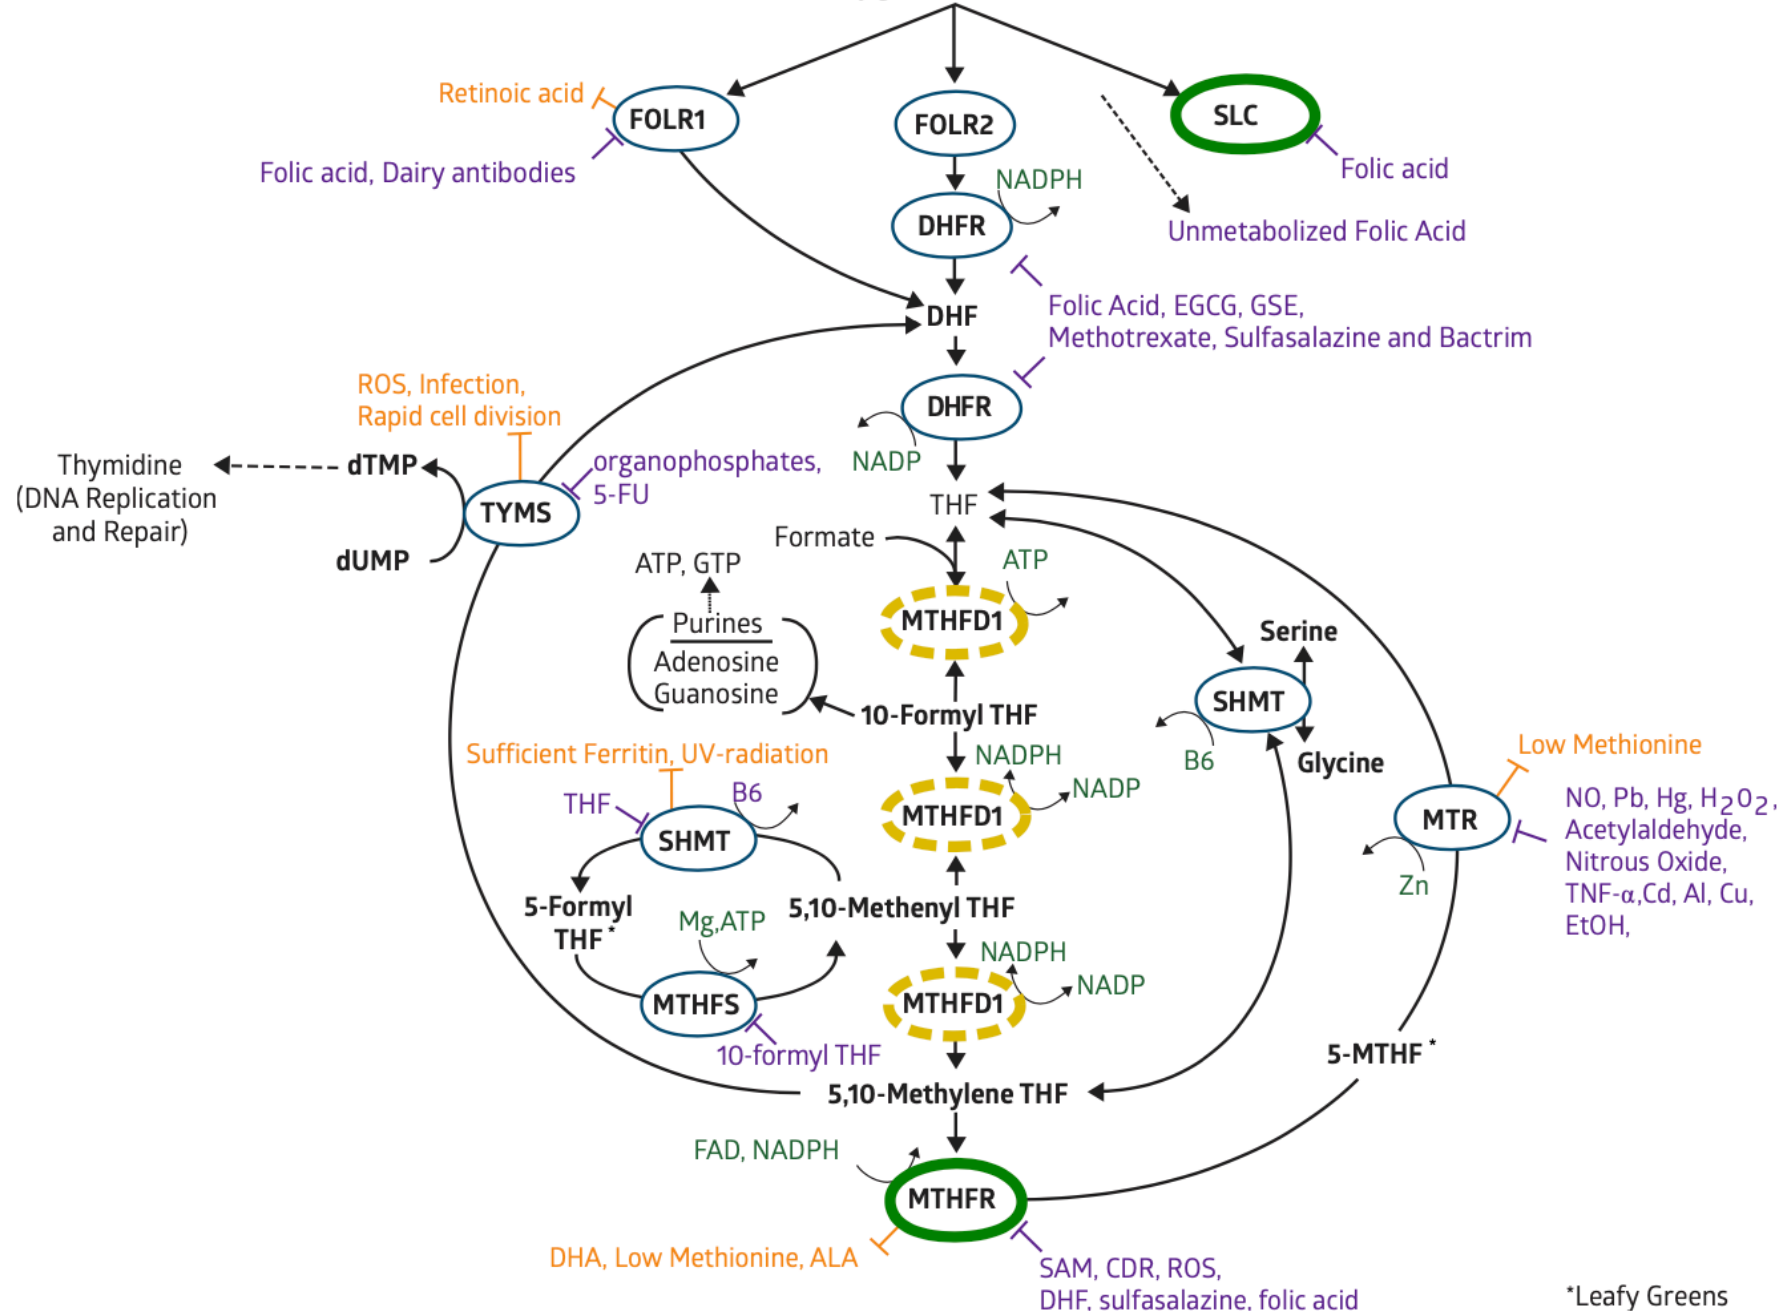 Retinoic acid
FOLR1
FOLR2
SLC
Folic acid, Dairy antibodies
Folic acid
NADPH
DHFR
Unmetabolized Folic Acid
DHF
Folic Acid, EGCG, GSE,
Methotrexate, Sulfasalazine and Bactrim
ROS, Infection,
Rapid cell division
DHFR
NADP
Thymidine
(DNA Replication
and Repair)
dTMP
organophosphates,
5-FU
TYMS
dUMP
THF
Formate
ATP
ATP, GTP
Purines
Adenosine
Guanosine
MTHFD1
10-Formyl THF
Serine
SHMT
B6
Glycine
Low Methionine
MTR
Zn
NO, Pb, Hg, H2O2,
Acetylaldehyde,
Nitrous Oxide,
TNF-α,Cd, Al, Cu,
EtOH,
Sufficient Ferritin, UV-radiation
NADPH
NADP
MTHFD1
THF
B6
SHMT
5-Formyl
THF*
5,10-Methenyl THF
Mg,ATP
MTHFS
10-formyl THF
NADPH
NADP
MTHFD1
5-MTHF*
5,10-Methylene THF
FAD, NADPH
MTHFR
DHA, Low Methionine, ALA
SAM, CDR, ROS,
DHF, sulfasalazine, folic acid
*Leafy Greens